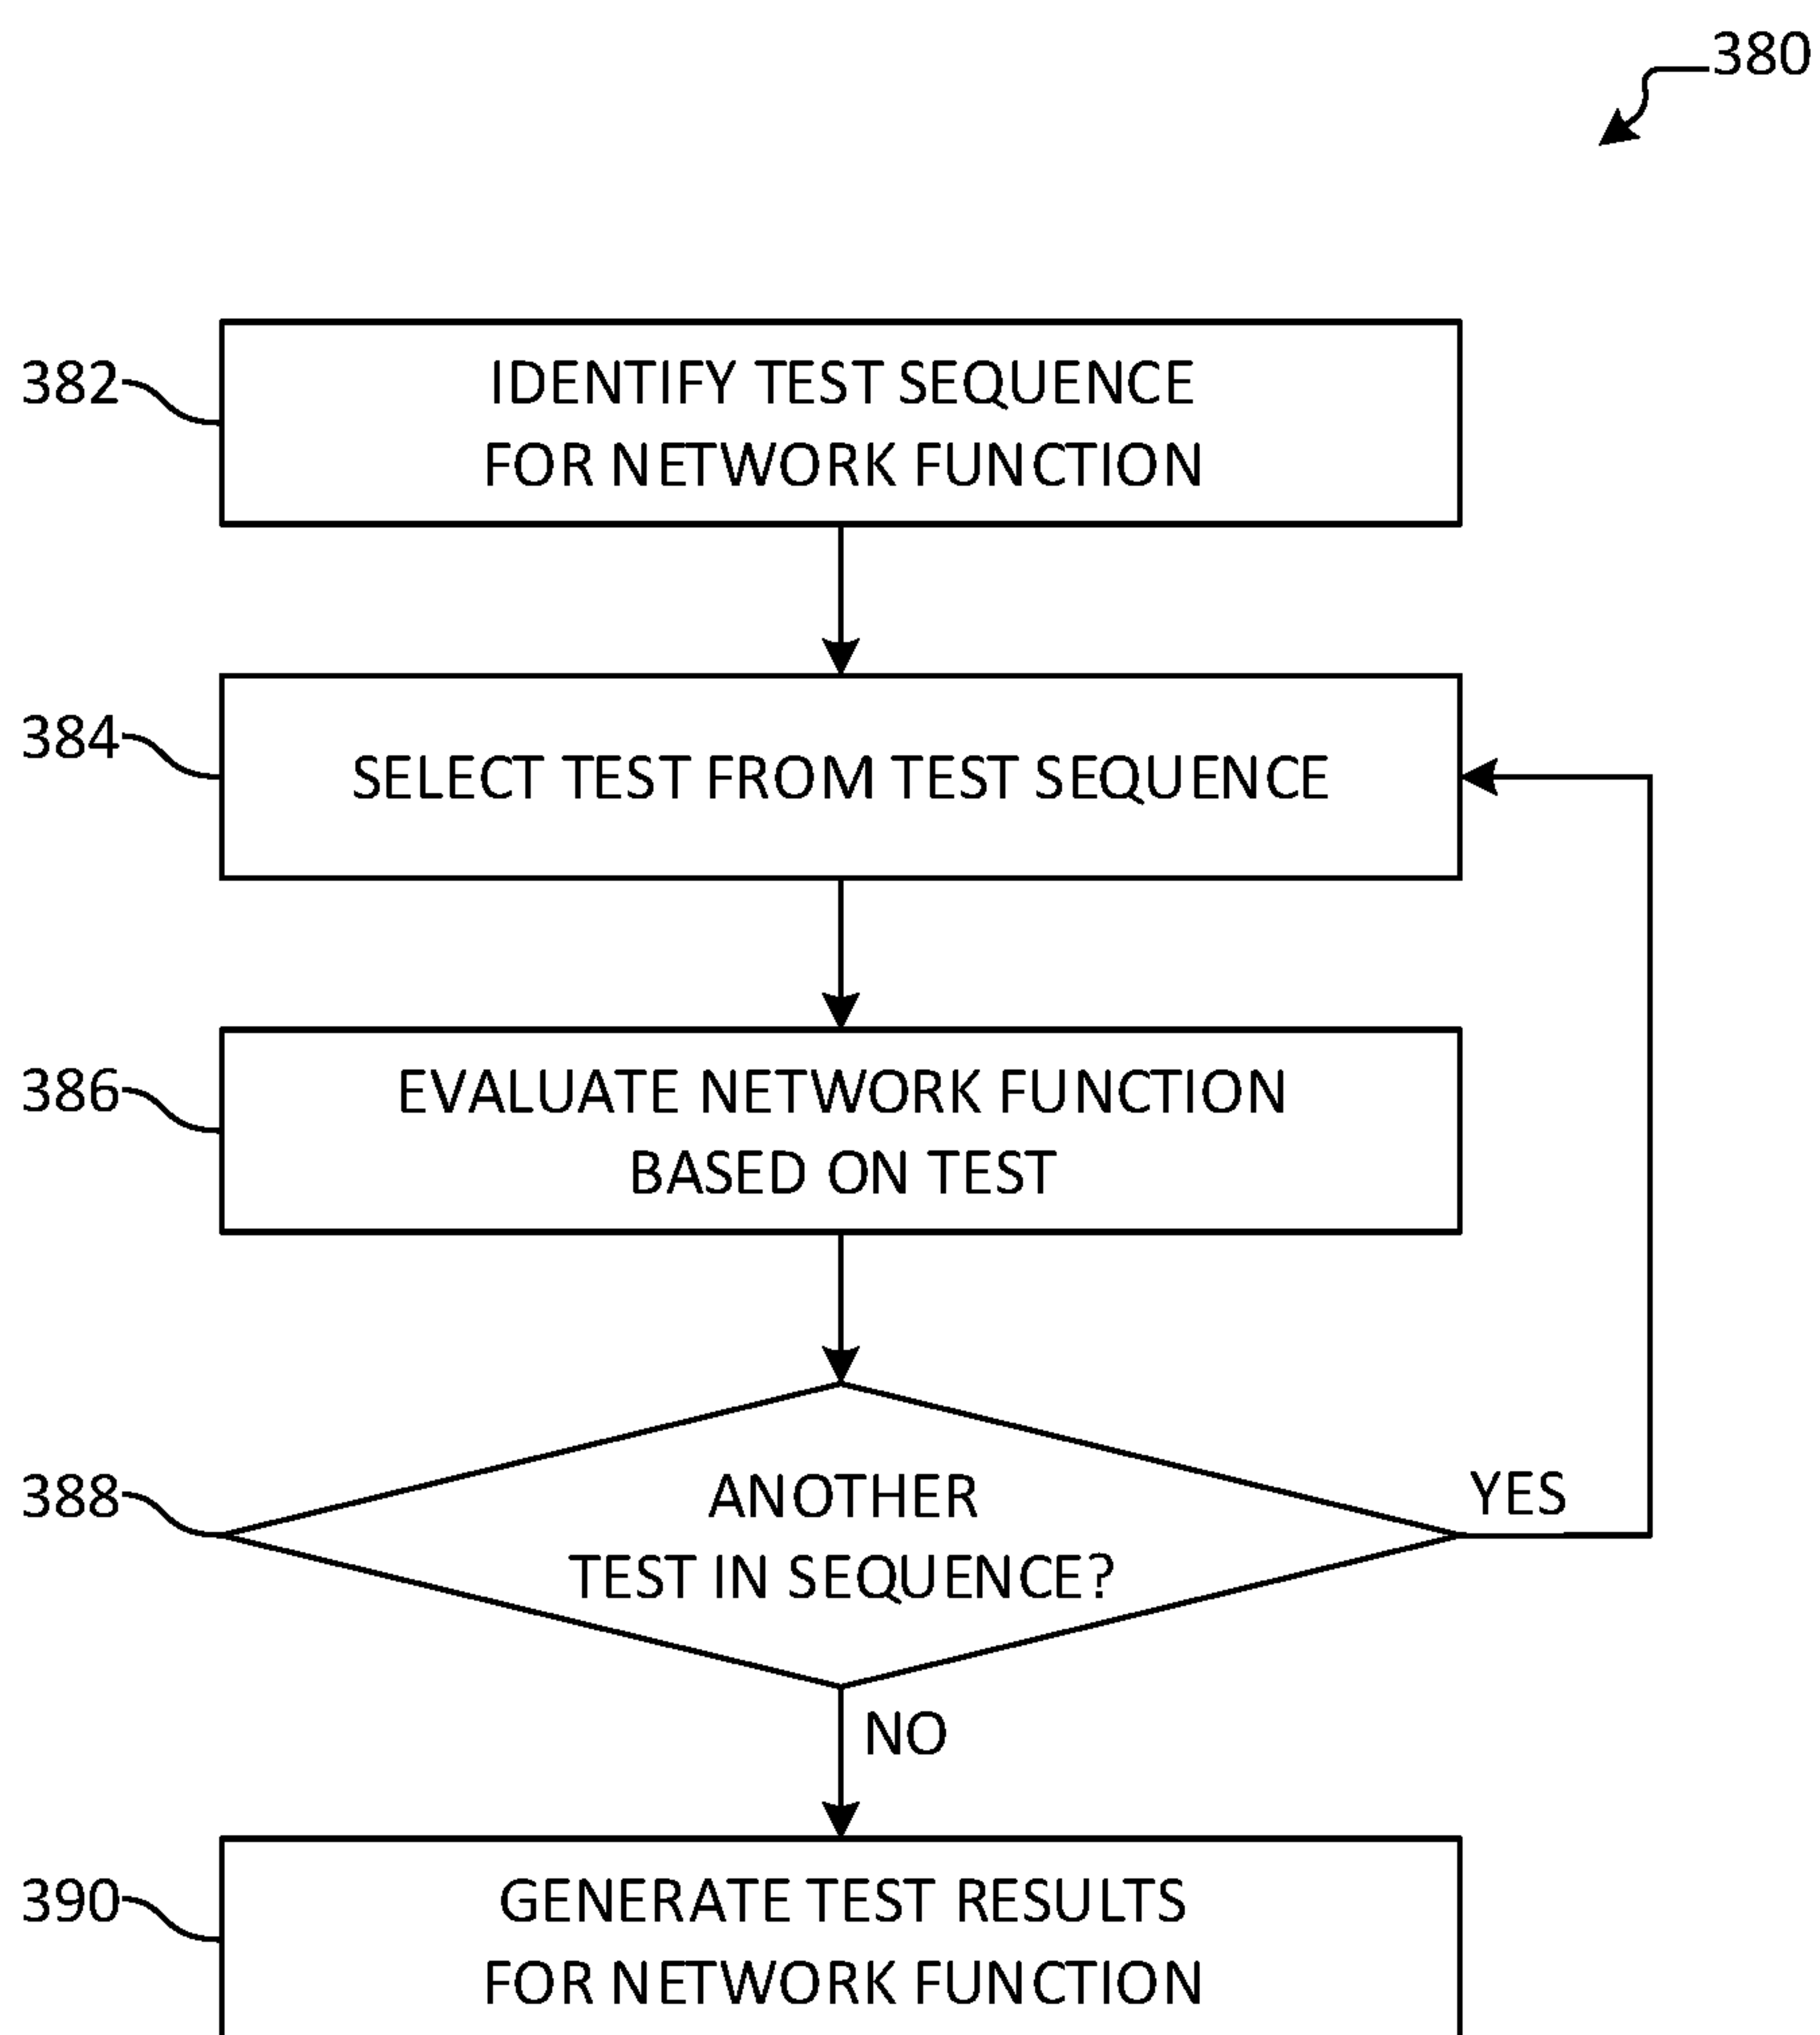 380
382
IDENTIFY TEST SEQUENCE
FOR NETWORK FUNCTION
384
SELECT TEST FROM TEST SEQUENCE
386
EVALUATE NETWORK FUNCTION
BASED ON TEST
388
ANOTHER
TEST IN SEQUENCE?
YES
NO
390
GENERATE TEST RESULTS
FOR NETWORK FUNCTION